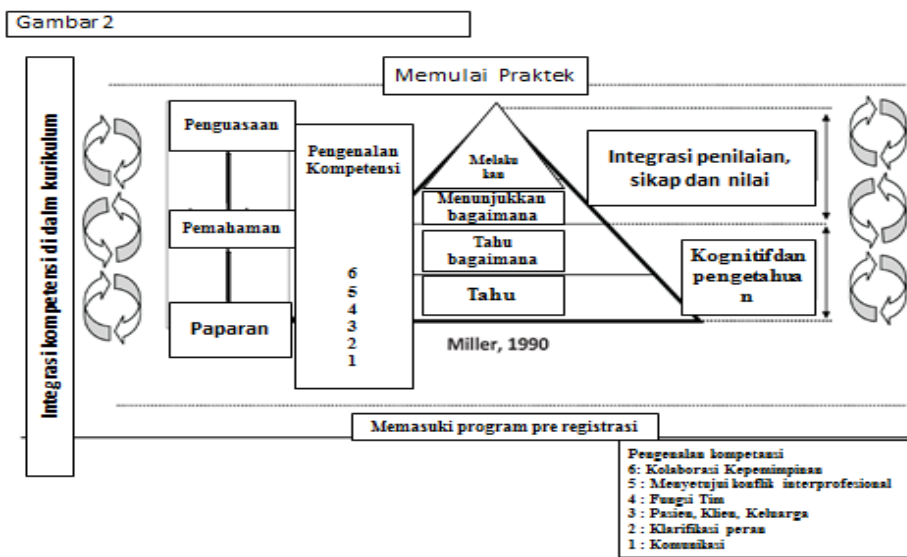 Gambar 2
Memulai Praktek
Integrasi kompetensi di dalm kurikulum
Penguasaan
Pemahaman
Paparan
Pengenalan
Kompetensi
6
5
4
3
2
1
Melaku
kan
Menunjukkan
bagaimana
Tahu
bagaimana
Tahu
Miller, 1990
Integrasi penilaian,
sikap dan nilai
Kognitif dan
pengetahua
n
Memasuki program pre registrasi
Pengenalan kompetansi
6: Kolaborasi Kepemimpinan
5 : Menyetujui konflik interprofesional
4 : Fungsi Tim
3 : Pasien, Klien, Keluarga
2 : Klarifikasi peran
1 : Komunikasi